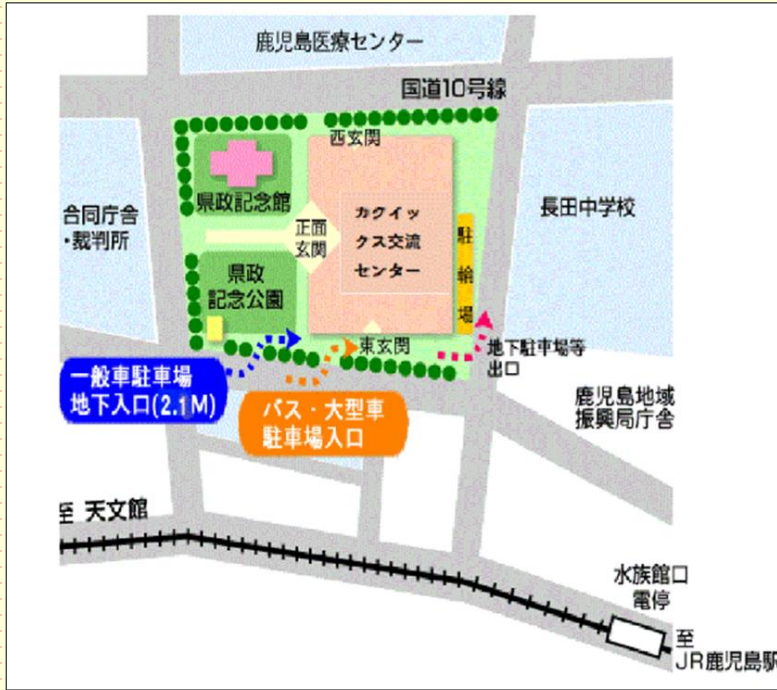 鹿児島医療センター
国道10号線
西玄関
県政記念館
合同庁舎
・裁判所
正面
玄関
カクイッ
クス交流
センター
長田中学校
駐輪場
県政
記念公園
東玄関
地下駐車場等
出口
一般車駐車場
地下入口(2.1M)
バス・大型車
駐車場入口
鹿児島地域
振興局庁舎
至 天文館
水族館口
電停
至
JR鹿児島駅